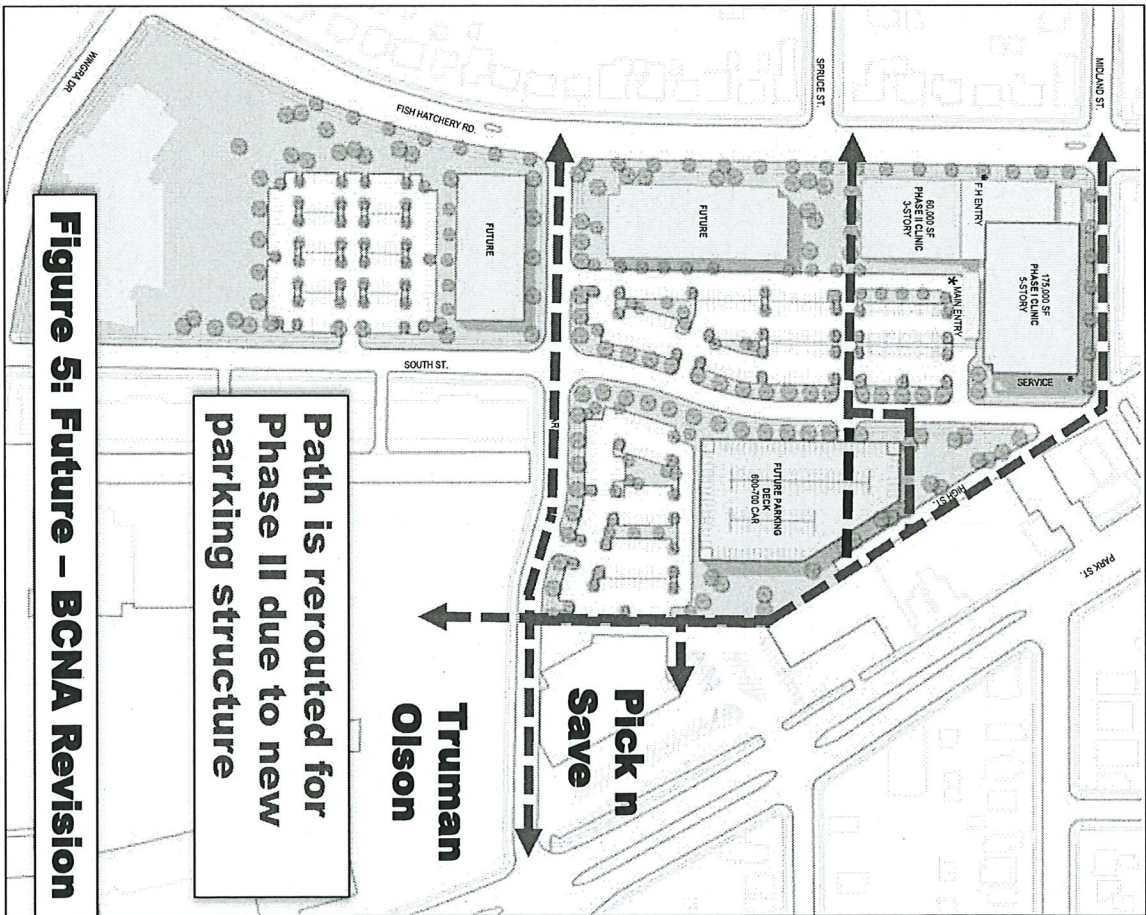 WINGRA DR.
FISH HATCHERY RD.
SPRUCE ST.
MIDLAND ST.
FUTURE
FUTURE
60,000 SF
PHASE II CLINIC
3-STORY
* F.H ENTRY
175,000 SF
PHASE I CLINIC
5-STORY
* MAIN ENTRY
SERVICE *
SOUTH ST.
AR
FUTURE PARKING
DECK
600-700 CAR
HIGH ST.
PARK ST.
Pick n
Save
Truman
Olson
Path is rerouted for
Phase II due to new
parking structure
Figure 5: Future – BCNA Revision